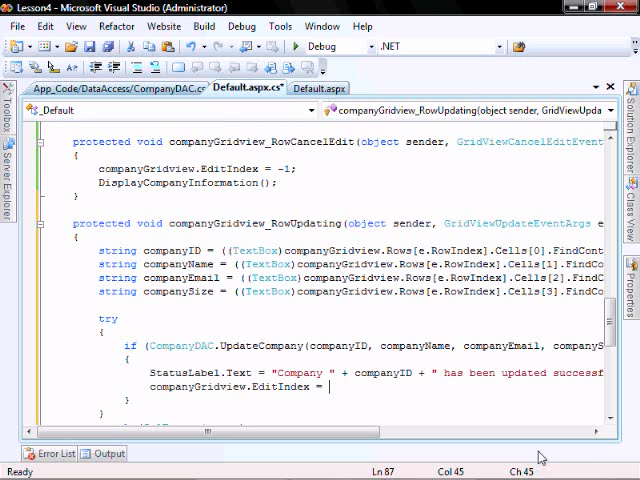 Lesson4 - Microsoft Visual Studio (Administrator)
File Edit View Refactor Website Build Debug Tools Window Help
Debug .NET
App_Code/DataAccess/CompanyDAC.cs Default.aspx.cs* Default.aspx
_Default companyGridview_RowUpdating(object sender, GridViewUpda
Toolbox
Server Explorer
Solution Explorer
Class View
Properties
protected void companyGridview_RowCancelEdit(object sender, GridViewCancelEditEvent
{
companyGridview.EditIndex = -1;
DisplayCompanyInformation();
}
protected void companyGridview_RowUpdating(object sender, GridViewUpdateEventArgs e
{
string companyID = ((TextBox)companyGridview.Rows[e.RowIndex].Cells[0].FindCont
string companyName = ((TextBox)companyGridview.Rows[e.RowIndex].Cells[1].FindCo
string companyEmail = ((TextBox)companyGridview.Rows[e.RowIndex].Cells[2].FindC
string companySize = ((TextBox)companyGridview.Rows[e.RowIndex].Cells[3].FindCo
try
{
if (CompanyDAC.UpdateCompany(companyID, companyName, companyEmail, companyS
{
StatusLabel.Text = "Company " + companyID + " has been updated successf
companyGridview.EditIndex =
}
}
Error List Output
Ready Ln 87 Col 45 Ch 45